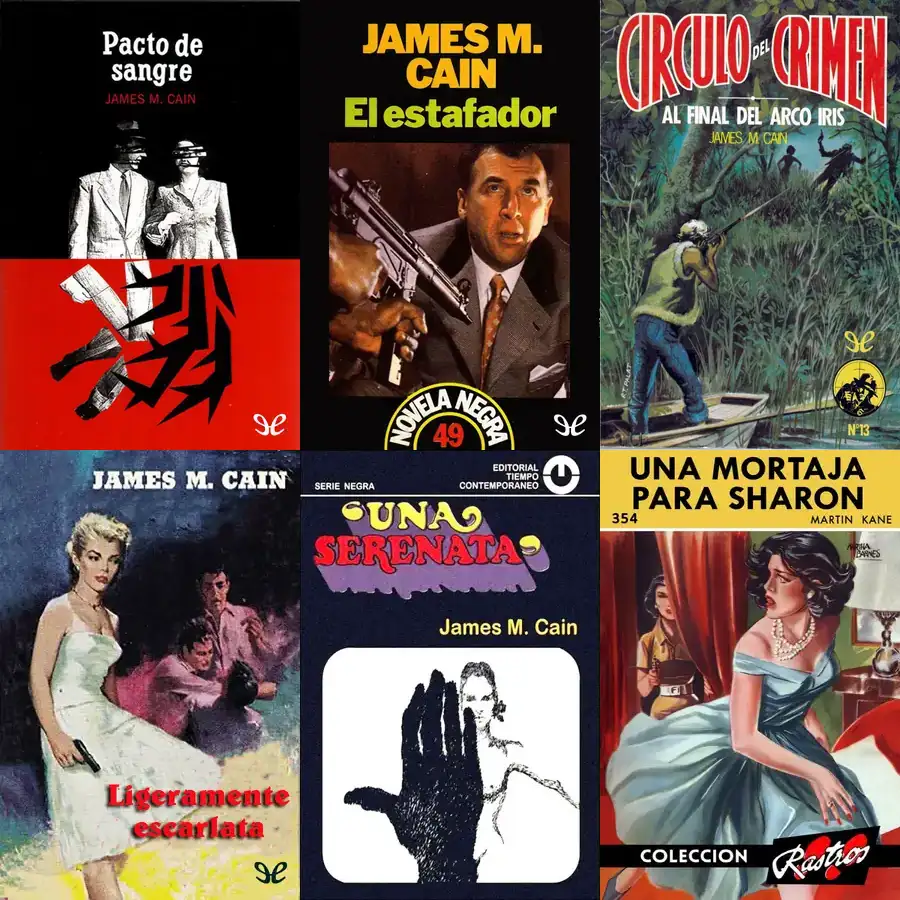 Pacto de
sangre
JAMES M. CAIN
JAMES M.
CAIN
El estafador
NOVELA NEGRA
49
CIRCULO DEL CRIMEN
AL FINAL DEL ARCO IRIS
JAMES M. CAIN
Nº13
JAMES M. CAIN
Ligeramente
escarlata
SERIE NEGRA
EDITORIAL
TIEMPO
CONTEMPORANEO
UNA
SERENATA
James M. Cain
UNA MORTAJA
PARA SHARON
354
MARTIN KANE
COLECCION
Rastros